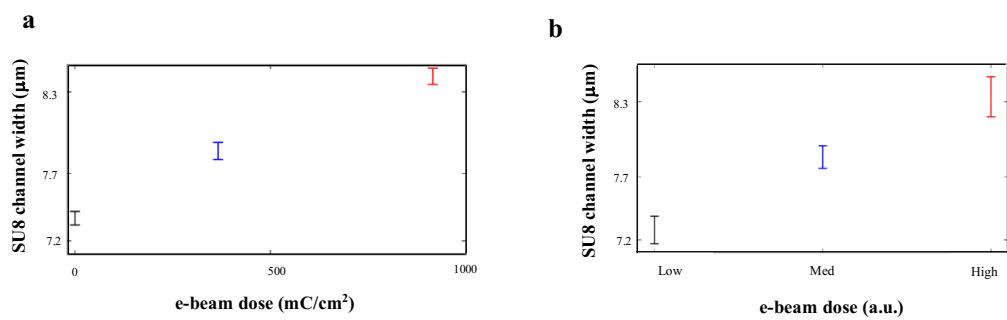 a
SU8 channel width (μm)
8.3
7.7
7.2
0
500
1000
e-beam dose (mC/cm²)
b
SU8 channel width (μm)
8.3
7.7
7.2
Low
Med
High
e-beam dose (a.u.)